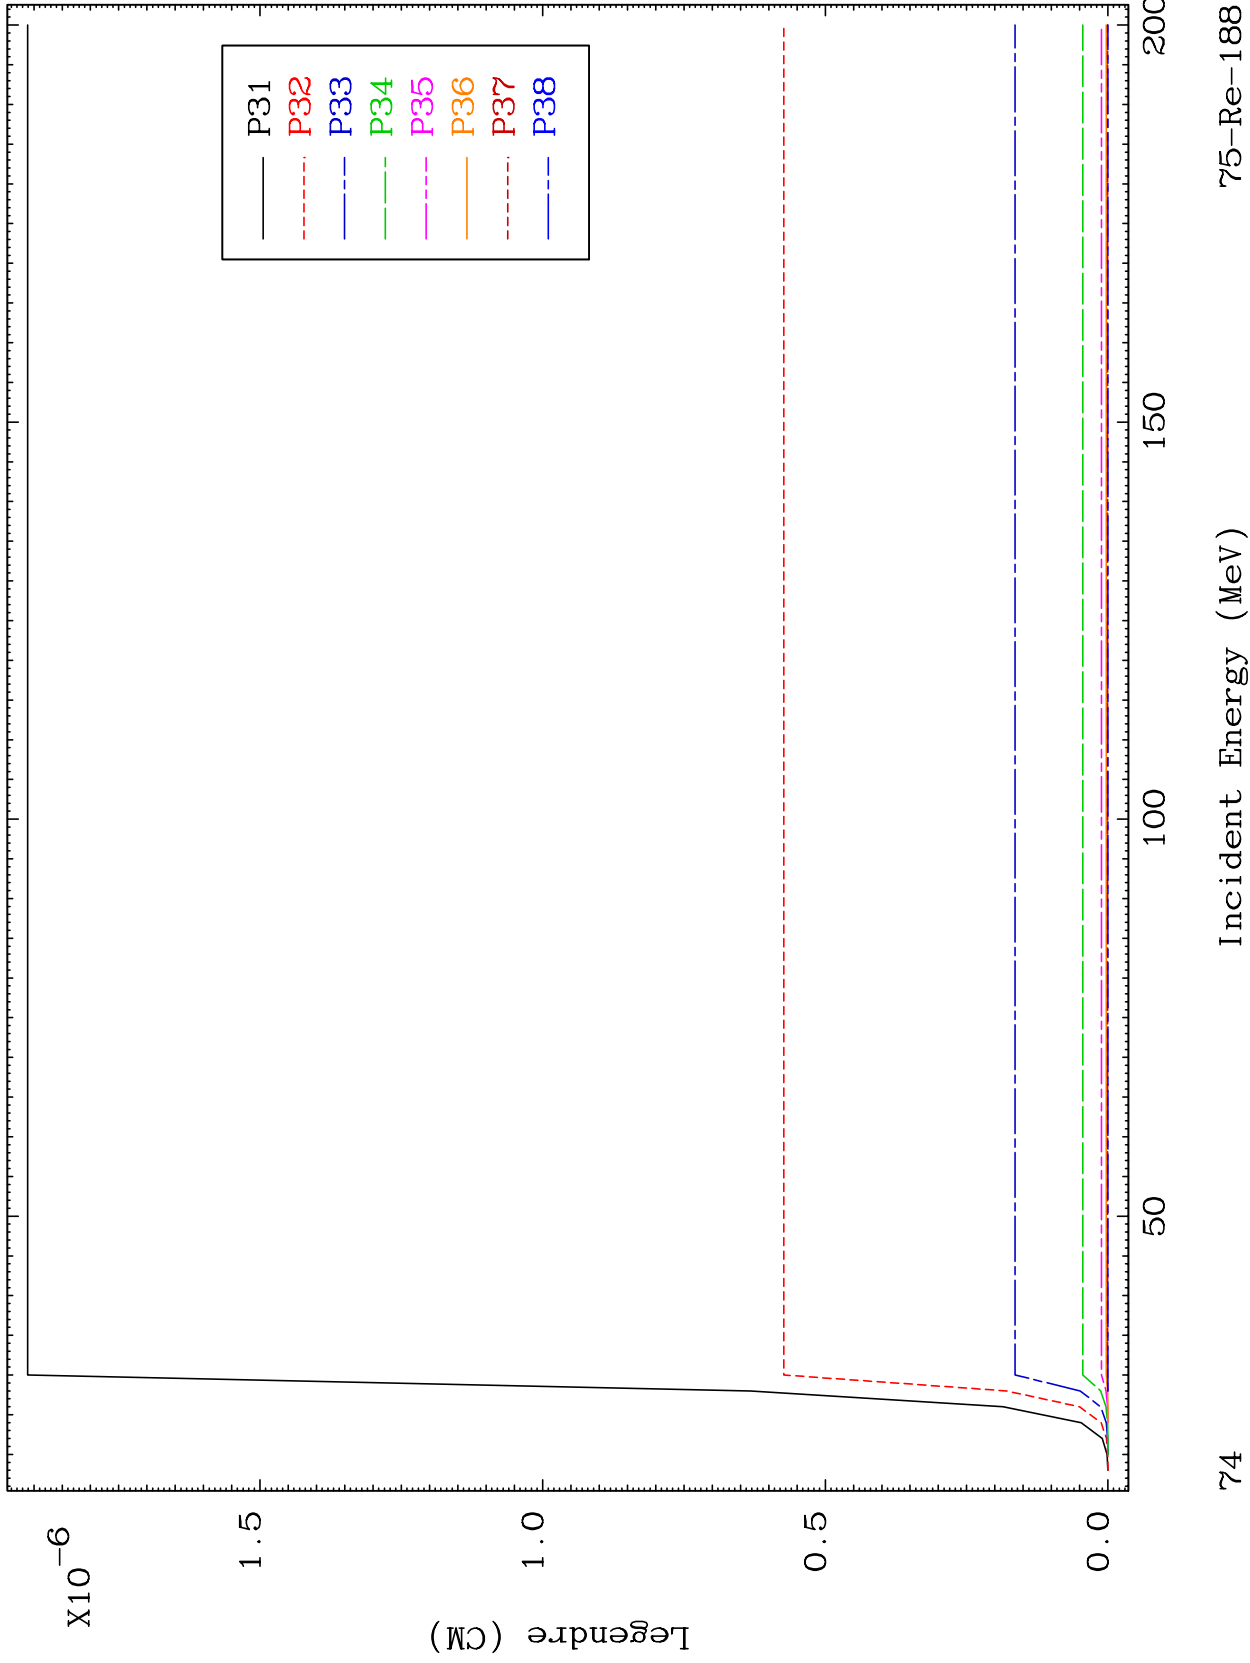 X10-6
Legendre (CM)
1.5
1.0
0.5
0.0
P31
P32
P33
P34
P35
P36
P37
P38
50
100
150
200
Incident Energy (MeV)
74
75-Re-188